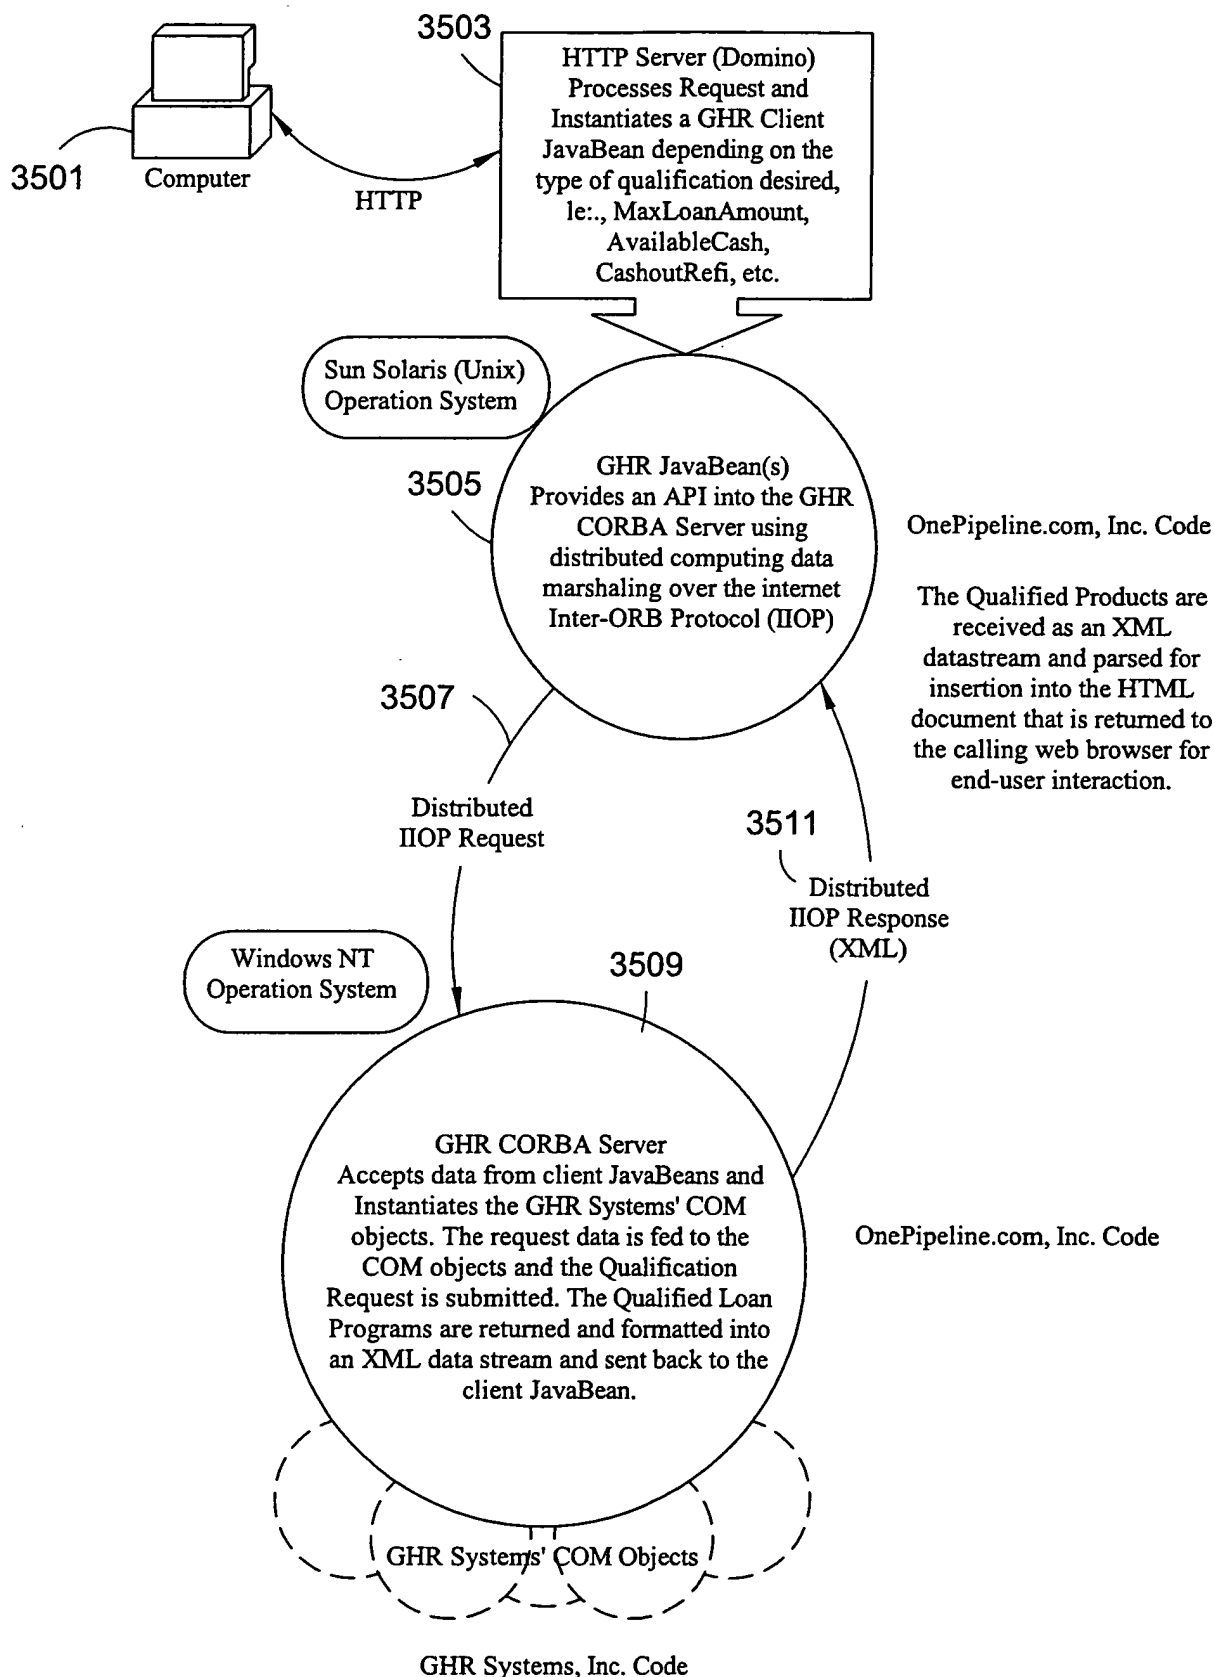 3503
HTTP Server (Domino)
Processes Request and
Instantiates a GHR Client
JavaBean depending on the
type of qualification desired,
le:., MaxLoanAmount,
AvailableCash,
CashoutRefi, etc.
3501
Computer
HTTP
Sun Solaris (Unix)
Operation System
3505
GHR JavaBean(s)
Provides an API into the GHR
CORBA Server using
distributed computing data
marshaling over the internet
Inter-ORB Protocol (IIOP)
OnePipeline.com, Inc. Code
The Qualified Products are
received as an XML
datastream and parsed for
insertion into the HTML
document that is returned to
the calling web browser for
end-user interaction.
3507
Distributed
IIOP Request
3511
Distributed
IIOP Response
(XML)
Windows NT
Operation System
3509
GHR CORBA Server
Accepts data from client JavaBeans and
Instantiates the GHR Systems' COM
objects. The request data is fed to the
COM objects and the Qualification
Request is submitted. The Qualified Loan
Programs are returned and formatted into
an XML data stream and sent back to the
client JavaBean.
OnePipeline.com, Inc. Code
GHR Systems' COM Objects
GHR Systems, Inc. Code